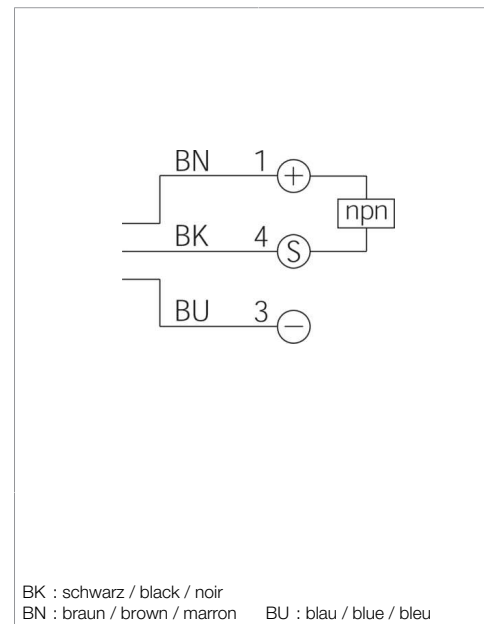 BN 1 +
npn
BK 4 S
BU 3 −
BK : schwarz / black / noir
BN : braun / brown / marron BU : blau / blue / bleu